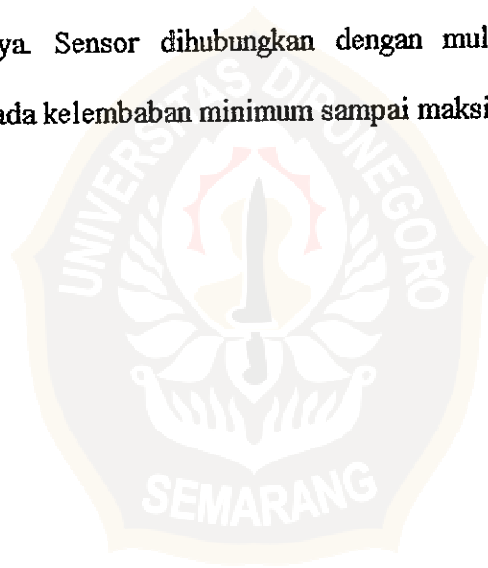 ya. Sensor dihubungkan dengan mul
ada kelembaban minimum sampai maksi
UNIVERSITAS DIPONEGORO
SEMARANG